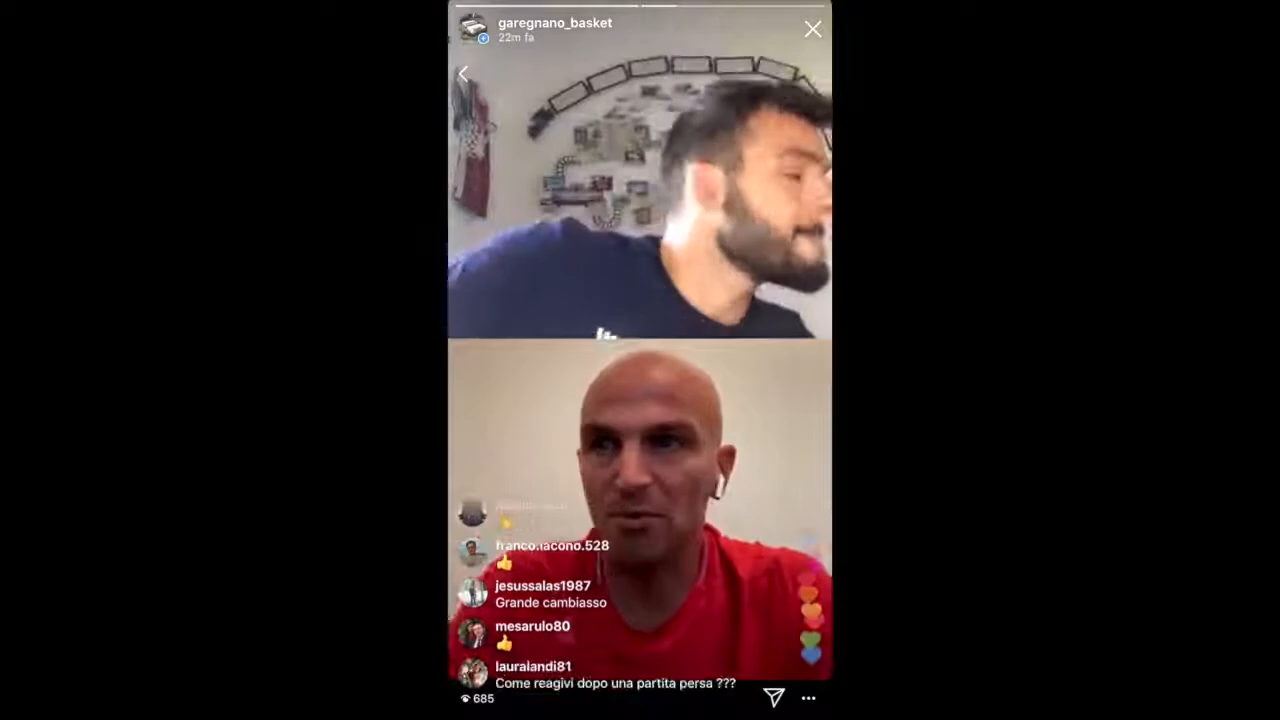 garegnano_basket
22m fa
franco.iacono.528
👍
jesussalas1987
Grande cambiasso
mesarulo80
👍
lauralandi81
Come reagivi dopo una partita persa ???
685